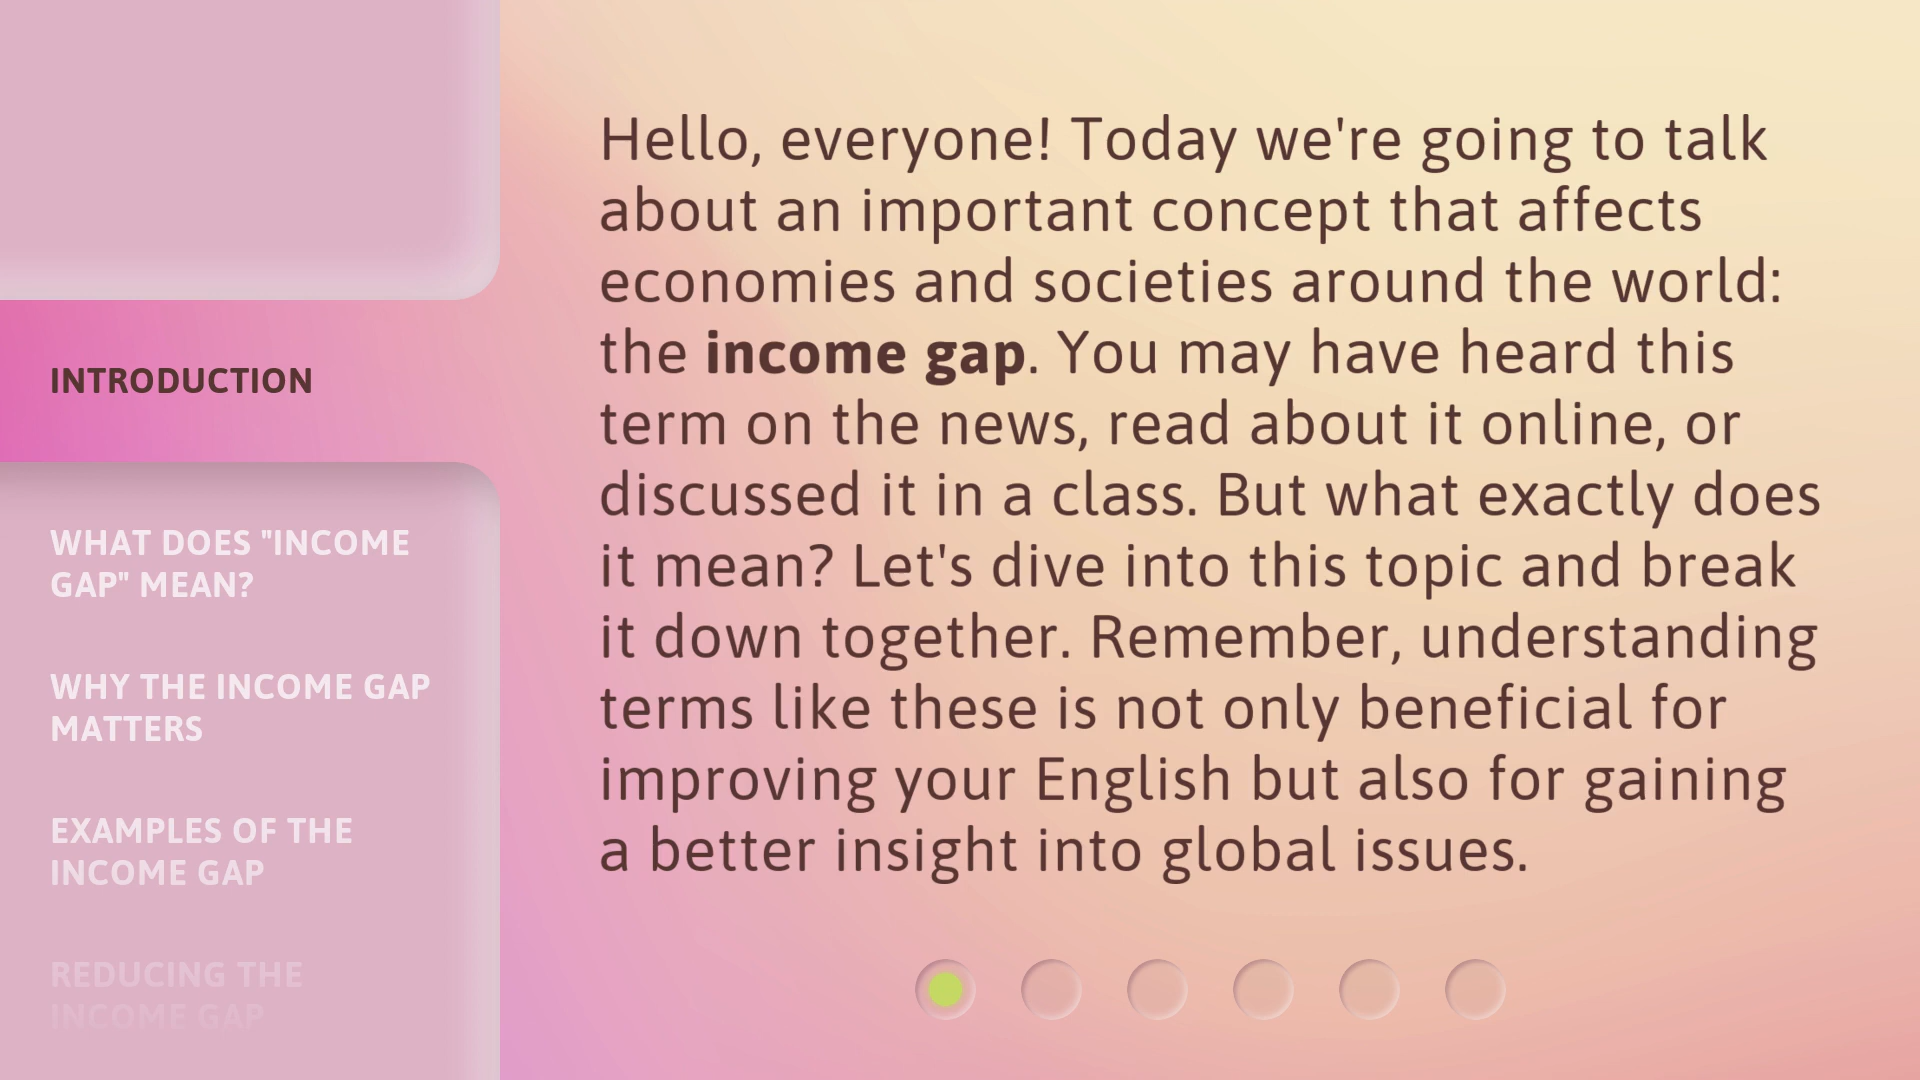 INTRODUCTION
WHAT DOES "INCOME
GAP" MEAN?
WHY THE INCOME GAP
MATTERS
EXAMPLES OF THE
INCOME GAP
REDUCING THE
INCOME GAP
Hello, everyone! Today we're going to talk
about an important concept that affects
economies and societies around the world:
the income gap. You may have heard this
term on the news, read about it online, or
discussed it in a class. But what exactly does
it mean? Let's dive into this topic and break
it down together. Remember, understanding
terms like these is not only beneficial for
improving your English but also for gaining
a better insight into global issues.